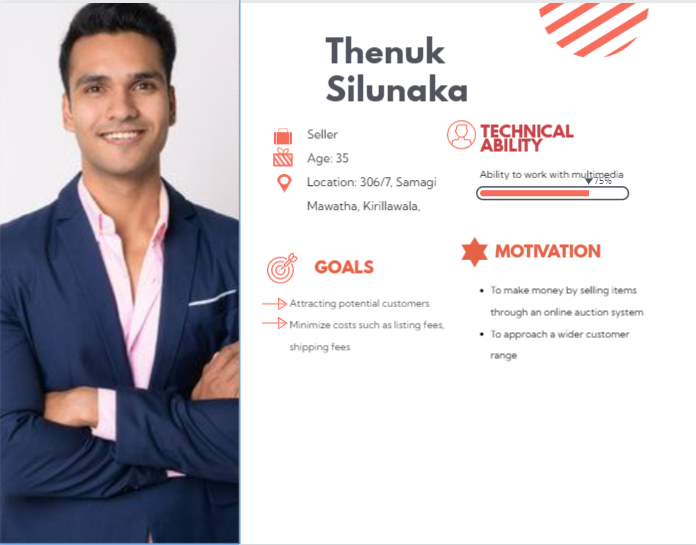 Thenuk
Silunaka
Seller
Age: 35
Location: 306/7, Samagi
Mawatha, Kirillawala,
TECHNICAL
ABILITY
Ability to work with multimedia
75%
GOALS
Attracting potential customers
Minimize costs such as listing fees,
shipping fees
MOTIVATION
• To make money by selling items
through an online auction system
• To approach a wider customer
range